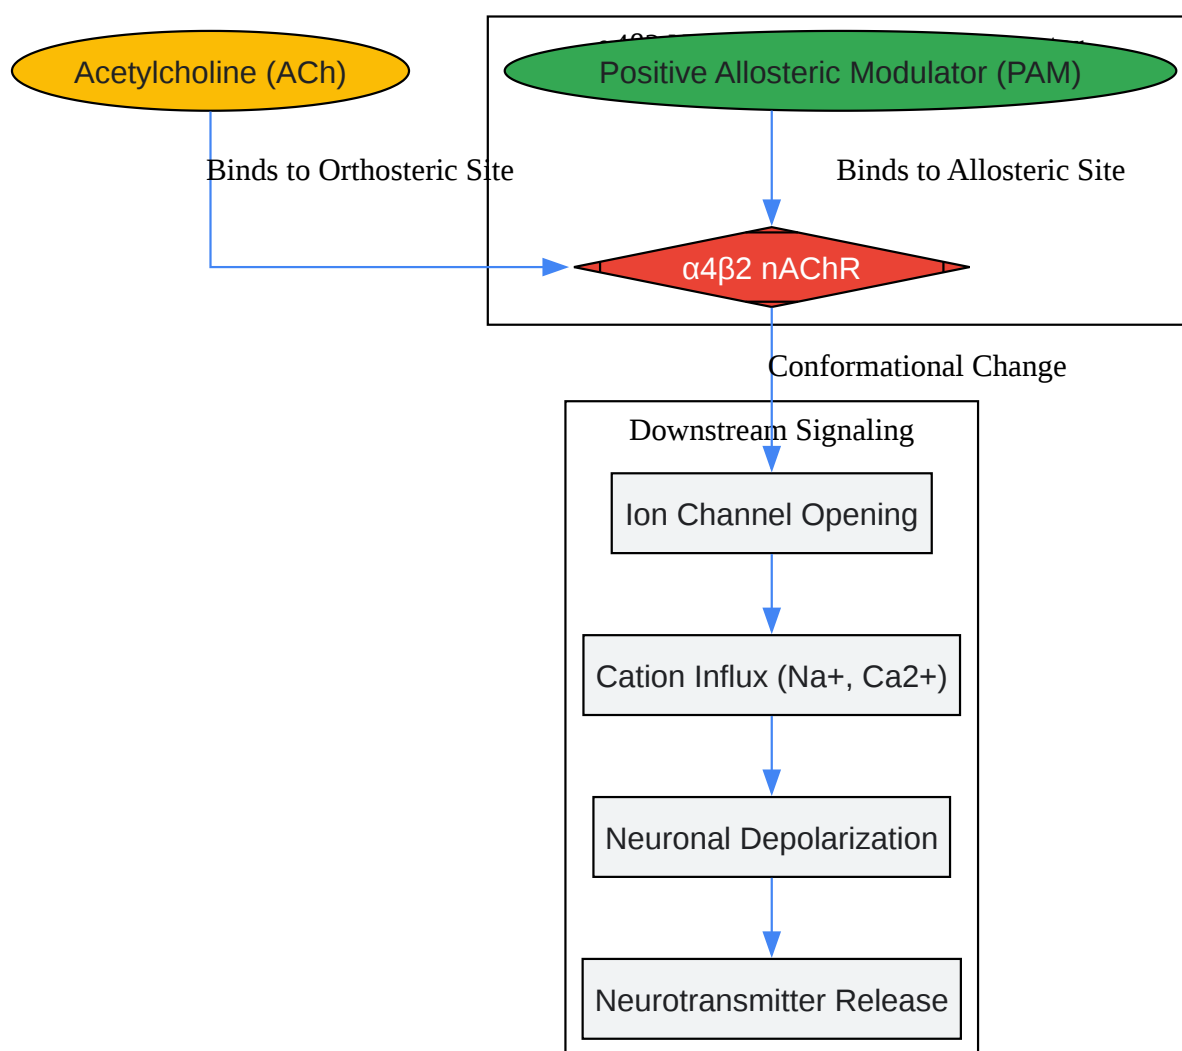 Acetylcholine (ACh)
Positive Allosteric Modulator (PAM)
Binds to Orthosteric Site
Binds to Allosteric Site
α4β2 nAChR
Conformational Change
Downstream Signaling
Ion Channel Opening
Cation Influx (Na+, Ca2+)
Neuronal Depolarization
Neurotransmitter Release